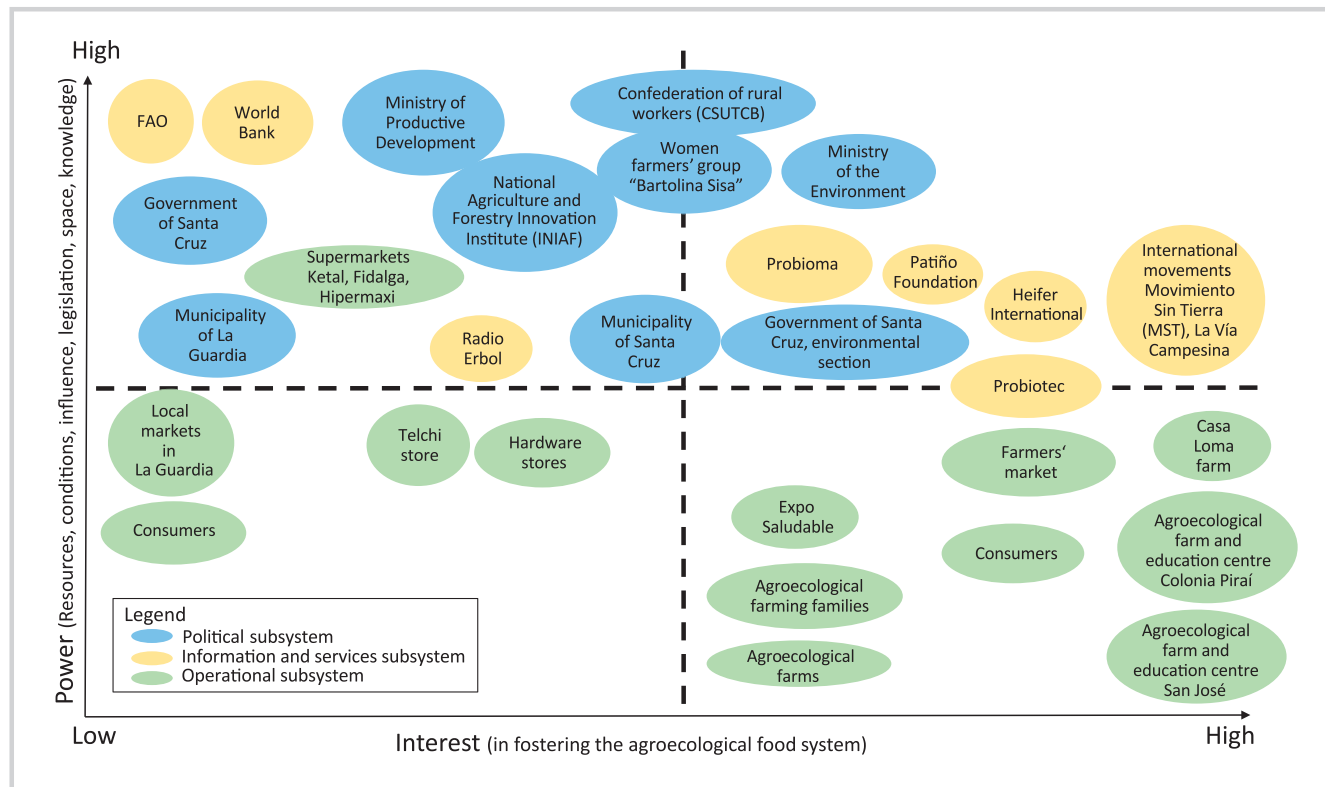 High
Power (Resources, conditions, influence, legislation, space, knowledge)
FAO
World
Bank
Ministry of
Productive
Development
Confederation of rural
workers (CSUTCB)
Women
farmers’ group
“Bartolina Sisa”
Ministry
of the
Environment
Government
of Santa
Cruz
National
Agriculture and
Forestry Innovation
Institute (INIAF)
Supermarkets
Ketal, Fidalga,
Hipermaxi
Probioma
Patiño
Foundation
Heifer
International
International
movements
Movimiento
Sin Tierra
(MST), La Vía
Campesina
Municipality
of La
Guardia
Radio
Erbol
Municipality
of Santa
Cruz
Government of Santa
Cruz, environmental
section
Probiotec
Local
markets
in
La Guardia
Telchi
store
Hardware
stores
Farmers‘
market
Casa
Loma
farm
Consumers
Expo
Saludable
Consumers
Agroecological
farm and
education centre
Colonia Piraí
Agroecological
farming families
Agroecological
farms
Agroecological
farm and
education centre
San José
Legend
Political subsystem
Information and services subsystem
Operational subsystem
Low
Interest (in fostering the agroecological food system)
High